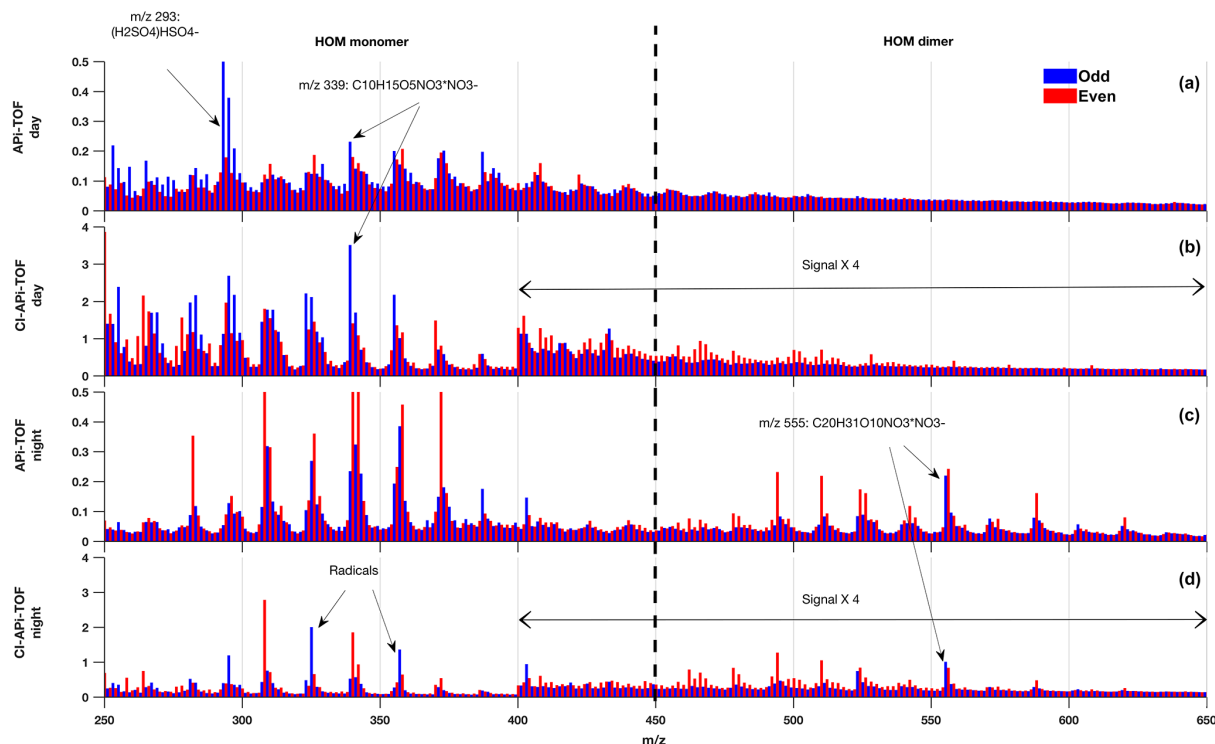 m/z 293:
(H2SO4)HSO4-
HOM monomer
HOM dimer
m/z 339: C10H15O5NO3*NO3-
Odd
Even
(a)
APi-TOF
day
0.5
0.4
0.3
0.2
0.1
0
(b)
CI-APi-TOF
day
Signal X 4
4
3
2
1
0
(c)
APi-TOF
night
m/z 555: C20H31O10NO3*NO3-
0.5
0.4
0.3
0.2
0.1
0
(d)
CI-APi-TOF
night
Radicals
Signal X 4
4
3
2
1
0
250 300 350 400 450 500 550 600 650
m/z